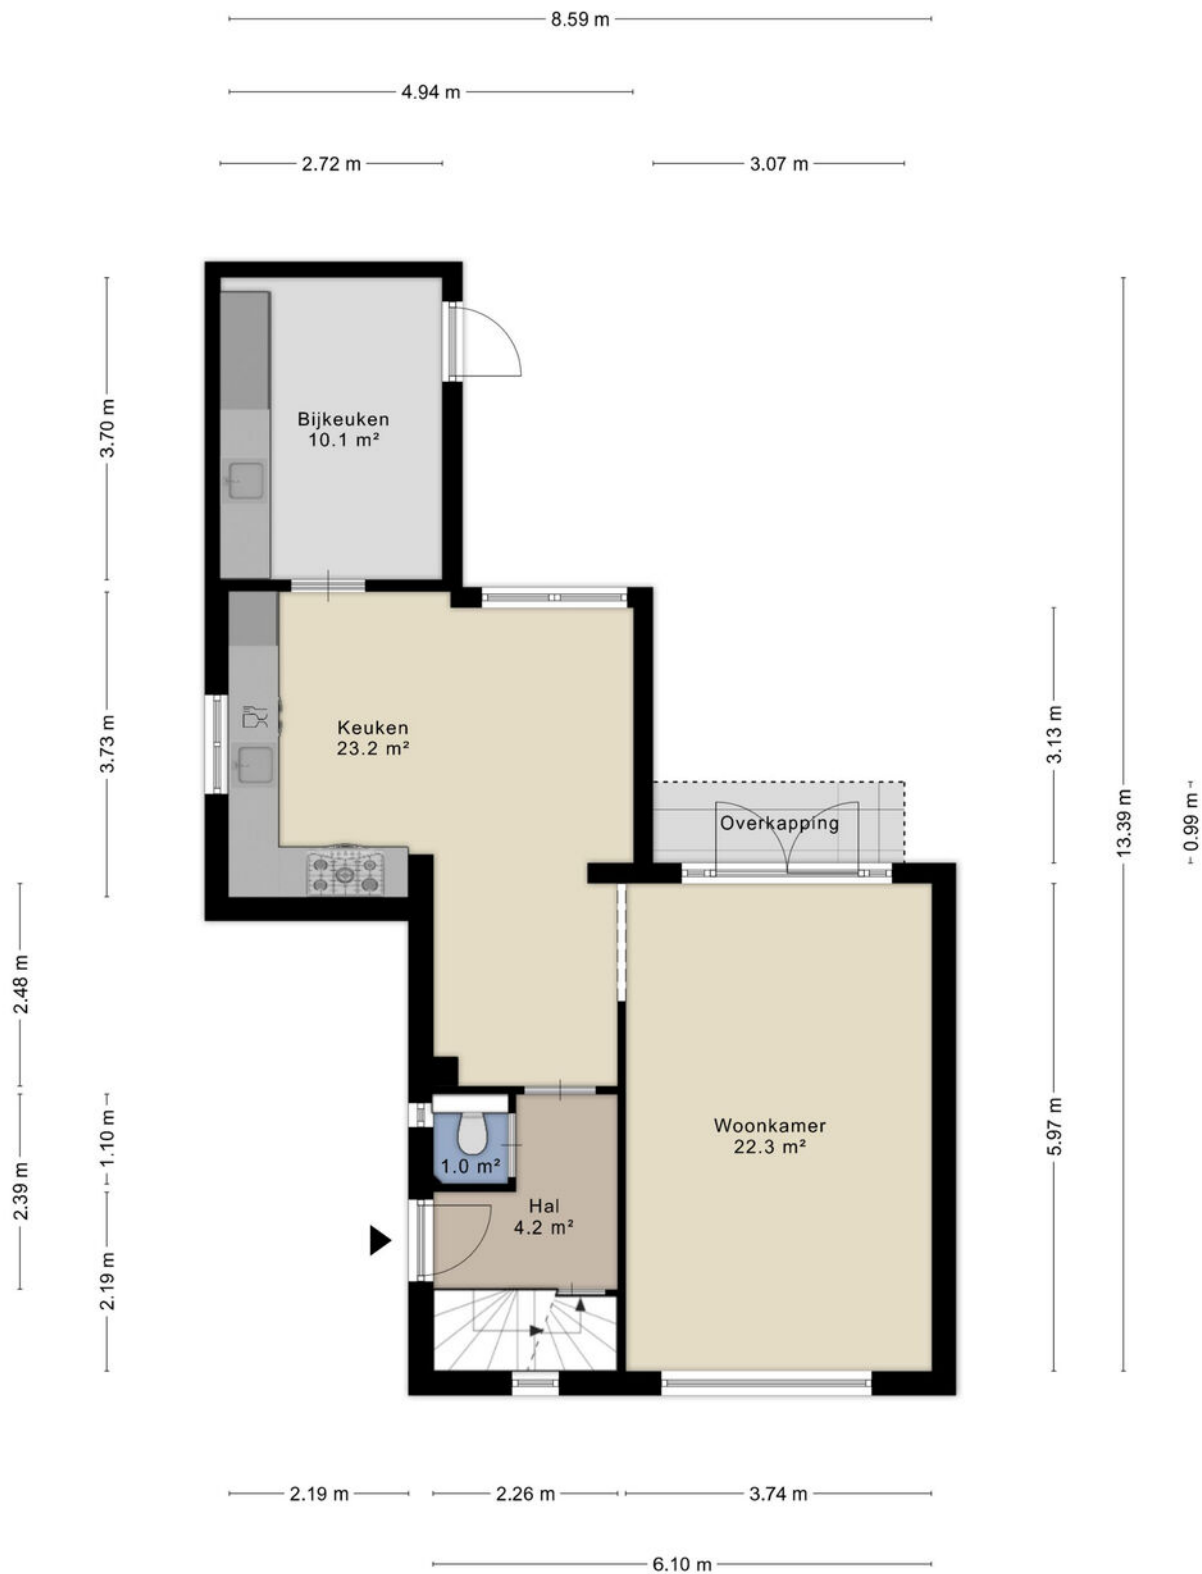 8.59 m
4.94 m
2.72 m
3.07 m
3.70 m
Bijkeuken
10.1 m²
3.73 m
Keuken
23.2 m²
3.13 m
13.39 m
0.99 m
Overkapping
2.48 m
2.39 m
1.10 m
2.19 m
1.0 m²
Hal
4.2 m²
Woonkamer
22.3 m²
5.97 m
2.19 m
2.26 m
3.74 m
6.10 m